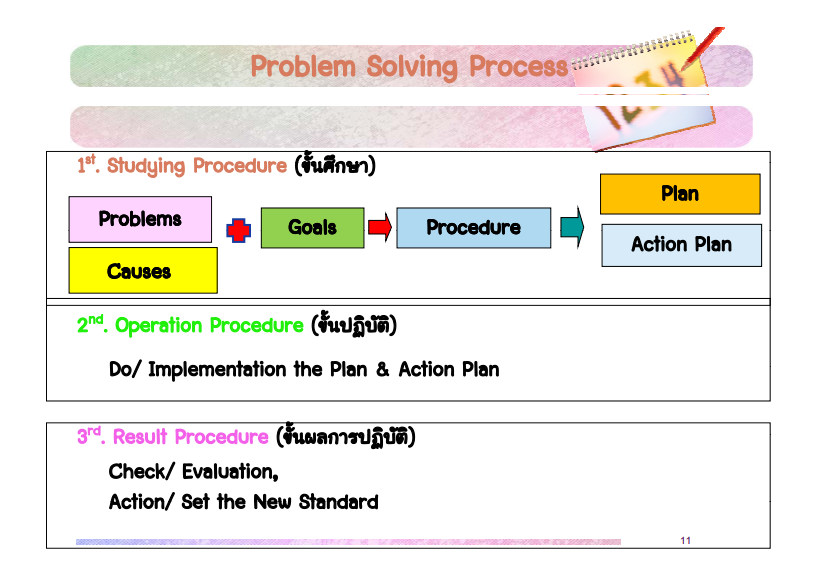 Problem Solving Process
1st. Studying Procedure (ขั้นศึกษา)
Problems
Causes
Goals
Procedure
Plan
Action Plan
2nd. Operation Procedure (ขั้นปฏิบัติ)
Do/ Implementation the Plan & Action Plan
3rd. Result Procedure (ขั้นผลการปฏิบัติ)
Check/ Evaluation,
Action/ Set the New Standard
11